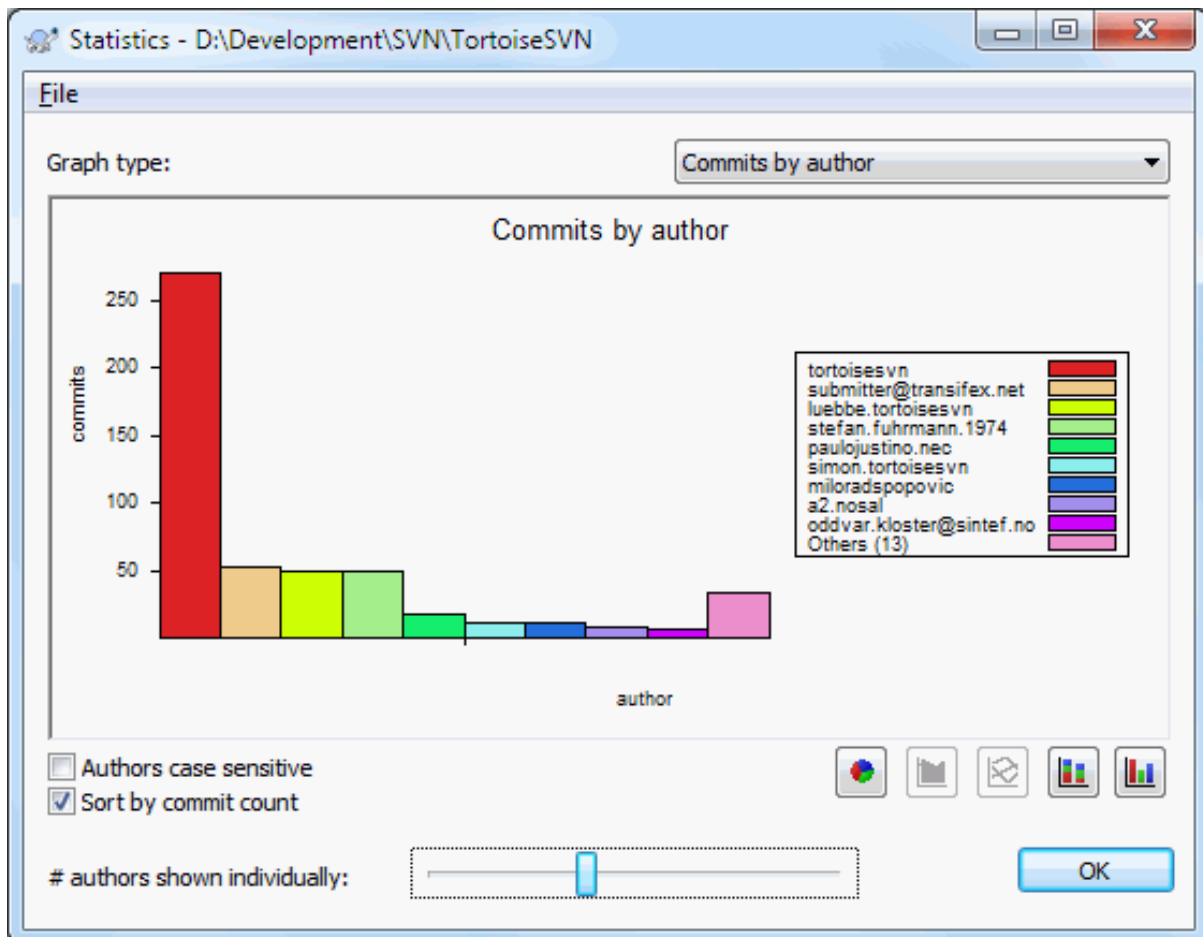 Statistics - D:\Development\SVN\TortoiseSVN
File
Graph type:
Commits by author
Commits by author
250
200
150
100
50
commits
author
tortoisesvn
submitter@transifex.net
luebbe.tortoisesvn
stefan.fuhrmann.1974
paulojustino.nec
simon.tortoisesvn
miloradspopovic
a2.nosal
oddvar.kloster@sintef.no
Others (13)
Authors case sensitive
Sort by commit count
# authors shown individually:
OK